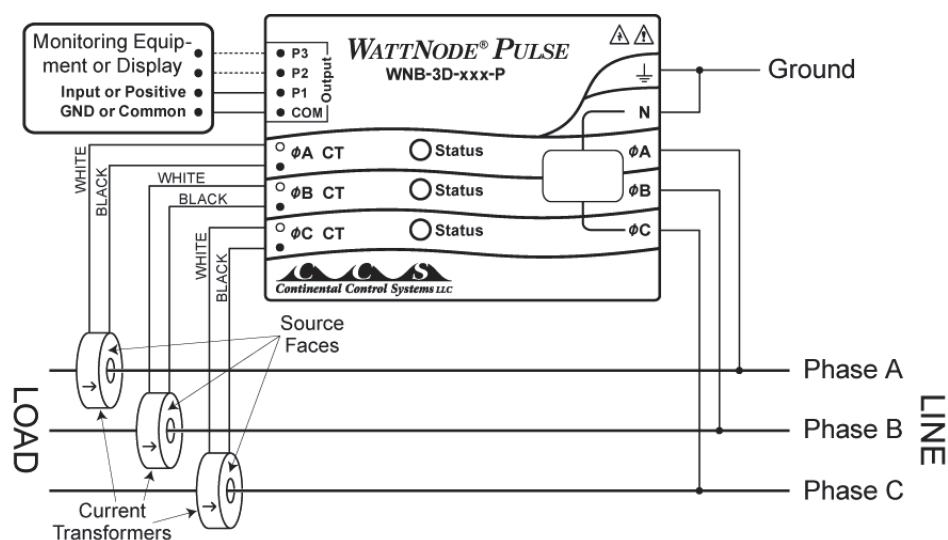 Monitoring Equip-
ment or Display
Input or Positive
GND or Common
P3
P2
P1
COM
Output
WATTNODE® PULSE
WNB-3D-xxx-P
Ground
N
ϕA CT
Status
ϕA
ϕB CT
Status
ϕB
ϕC CT
Status
ϕC
CCS
Continental Control Systems LLC
WHITE
BLACK
WHITE
BLACK
WHITE
BLACK
Source
Faces
Phase A
Phase B
Phase C
LOAD
LINE
Current
Transformers